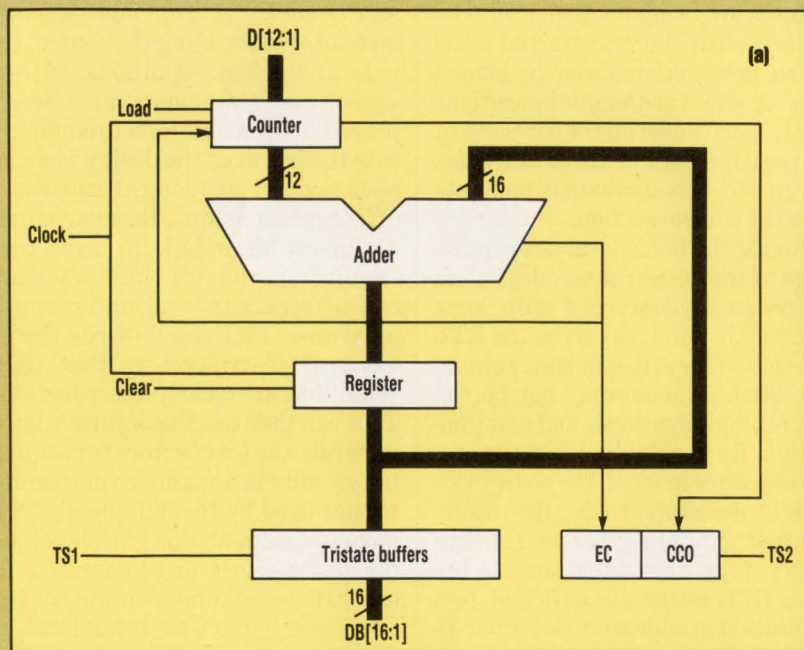 D[12:1]
(a)
Load
Counter
12
16
Adder
Clock
Register
Clear
TS1
Tristate buffers
EC
CCO
TS2
16
DB[16:1]